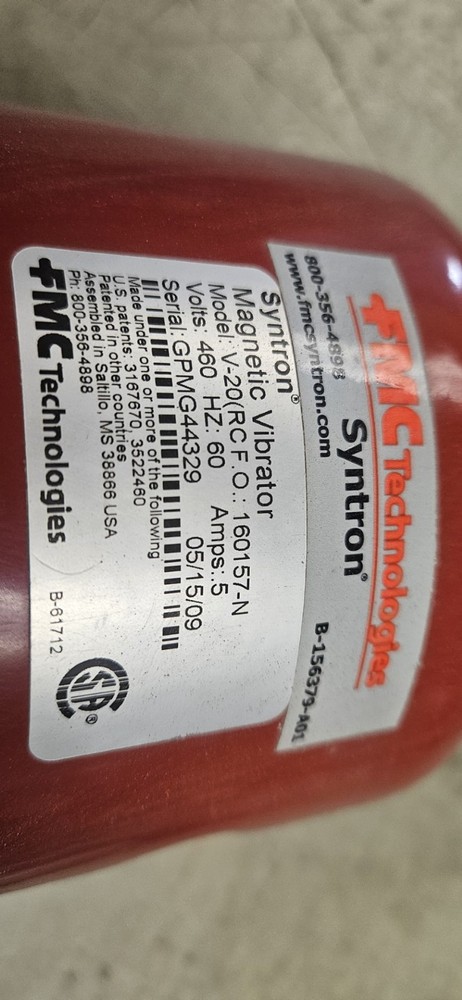 FMC Technologies
Syntron®
800-356-4898
www.fmcsyntron.com
B-156379-A01
Syntron®
Magnetic Vibrator
Model: V-20(RC F.O.: 160157-N
Volts: 460 HZ: 60 Amps:.5
Serial: GPMG44329 05/15/09
Made under one or more of the following
U.S. patents: 3167670, 3522460
Patented in other countries
Assembled in Saltillo, MS 38866 USA
Ph: 800-356-4898
FMC Technologies
B-61712
SA®